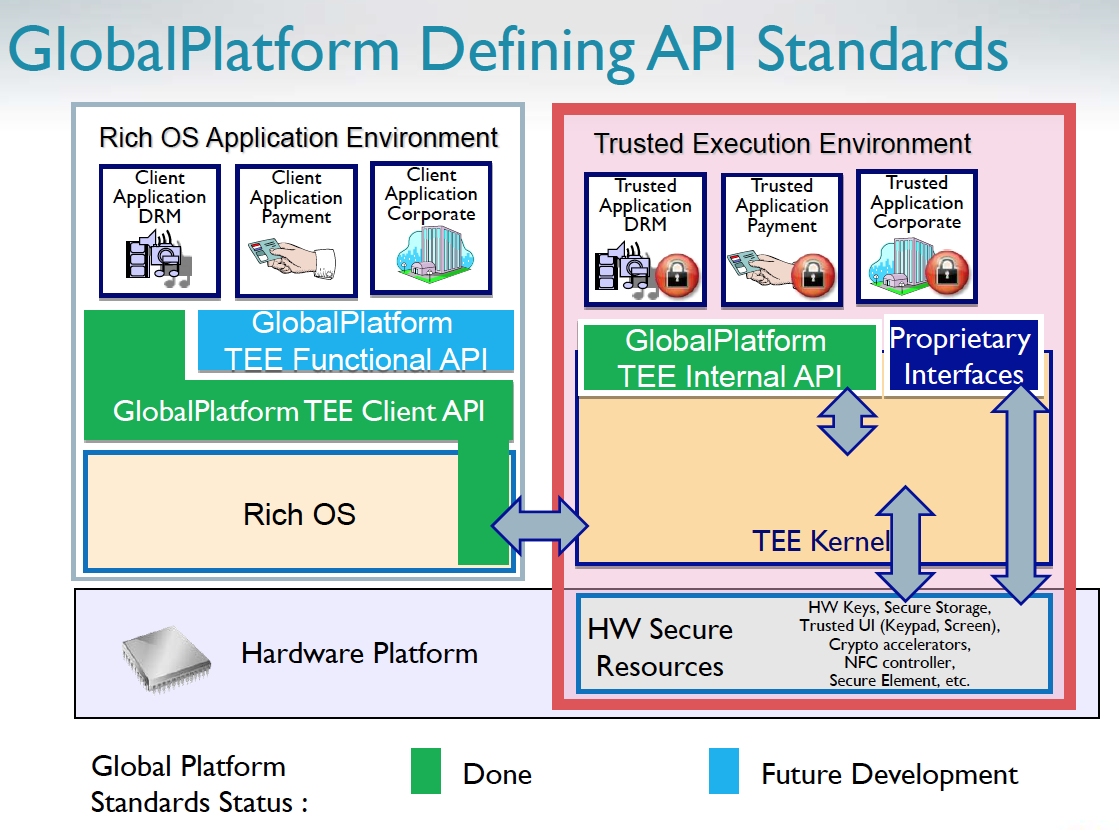 GlobalPlatform Defining API Standards
Rich OS Application Environment
Client
Application
DRM
Client
Application
Payment
Client
Application
Corporate
GlobalPlatform
TEE Functional API
GlobalPlatform TEE Client API
Rich OS
Trusted Execution Environment
Trusted
Application
DRM
Trusted
Application
Payment
Trusted
Application
Corporate
GlobalPlatform
TEE Internal API
Proprietary
Interfaces
TEE Kernel
Hardware Platform
HW Secure
Resources
HW Keys, Secure Storage,
Trusted UI (Keypad, Screen),
Crypto accelerators,
NFC controller,
Secure Element, etc.
Global Platform
Standards Status :
Done
Future Development